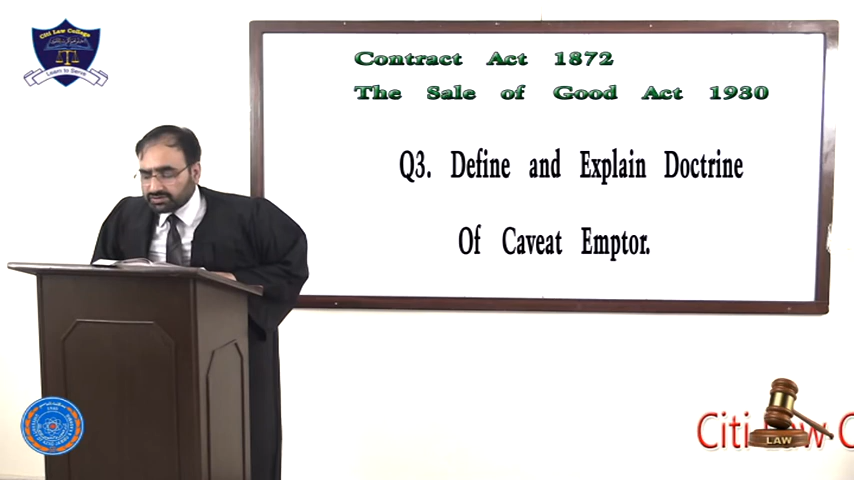 Citi Law College
Learn to Serve
Contract Act 1872
The Sale of Good Act 1930
Q3. Define and Explain Doctrine
Of Caveat Emptor.
1940
Citi Law C
LAW